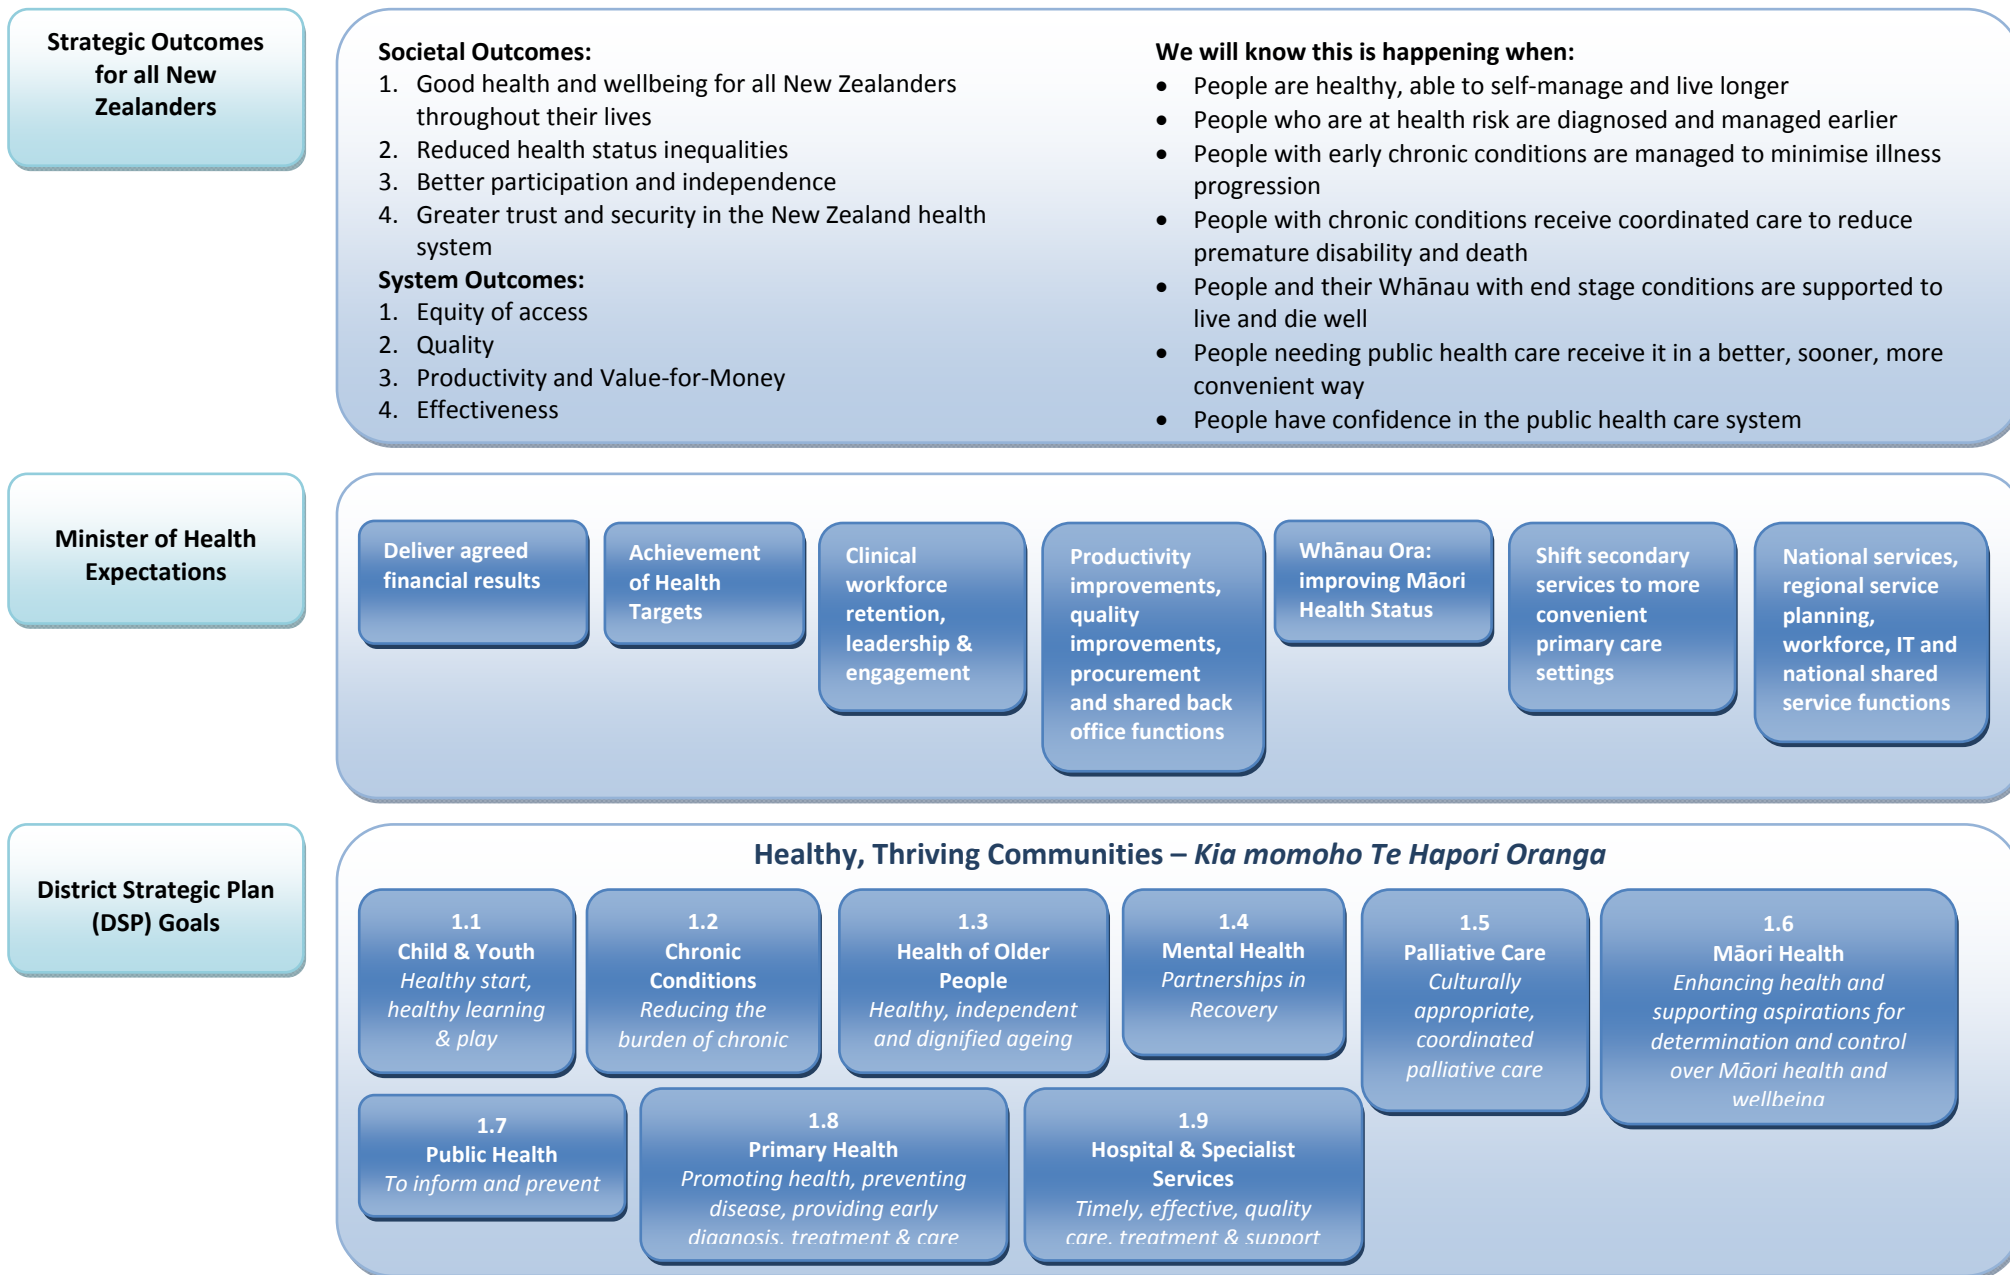 Strategic Outcomes
for all New
Zealanders
Societal Outcomes:
1. Good health and wellbeing for all New Zealanders
throughout their lives
2. Reduced health status inequalities
3. Better participation and independence
4. Greater trust and security in the New Zealand health
system
System Outcomes:
1. Equity of access
2. Quality
3. Productivity and Value-for-Money
4. Effectiveness
We will know this is happening when:
• People are healthy, able to self-manage and live longer
• People who are at health risk are diagnosed and managed earlier
• People with early chronic conditions are managed to minimise illness
progression
• People with chronic conditions receive coordinated care to reduce
premature disability and death
• People and their Whānau with end stage conditions are supported to
live and die well
• People needing public health care receive it in a better, sooner, more
convenient way
• People have confidence in the public health care system
Minister of Health
Expectations
Deliver agreed
financial results
Achievement
of Health
Targets
Clinical
workforce
retention,
leadership &
engagement
Productivity
improvements,
quality
improvements,
procurement
and shared back
office functions
Whānau Ora:
improving Māori
Health Status
Shift secondary
services to more
convenient
primary care
settings
National services,
regional service
planning,
workforce, IT and
national shared
service functions
District Strategic Plan
(DSP) Goals
Healthy, Thriving Communities – Kia momoho Te Hapori Oranga
1.1
Child & Youth
Healthy start,
healthy learning
& play
1.2
Chronic
Conditions
Reducing the
burden of chronic
1.3
Health of Older
People
Healthy, independent
and dignified ageing
1.4
Mental Health
Partnerships in
Recovery
1.5
Palliative Care
Culturally
appropriate,
coordinated
palliative care
1.6
Māori Health
Enhancing health and
supporting aspirations for
determination and control
over Māori health and
wellbeing
1.7
Public Health
To inform and prevent
1.8
Primary Health
Promoting health, preventing
disease, providing early
diagnosis, treatment & care
1.9
Hospital & Specialist
Services
Timely, effective, quality
care, treatment & support